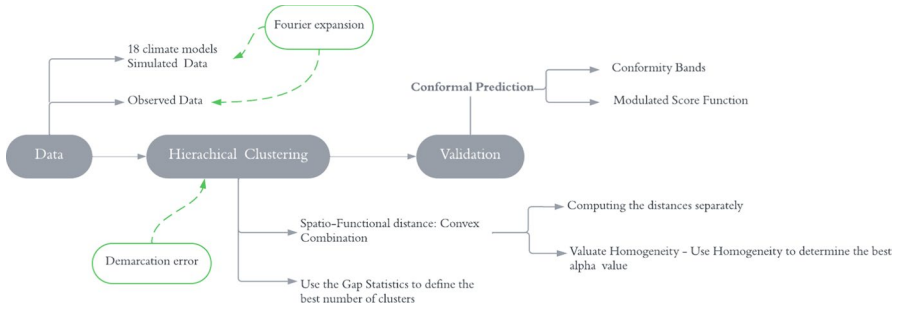 Fourier expansion
18 climate models
Simulated Data
Observed Data
Conformal Prediction
Conformity Bands
Modulated Score Function
Data
Hierachical Clustering
Validation
Demarcation error
Spatio-Functional distance: Convex
Combination
Computing the distances separately
Valuate Homogeneity - Use Homogeneity to determine the best
alpha value
Use the Gap Statistics to define the
best number of clusters